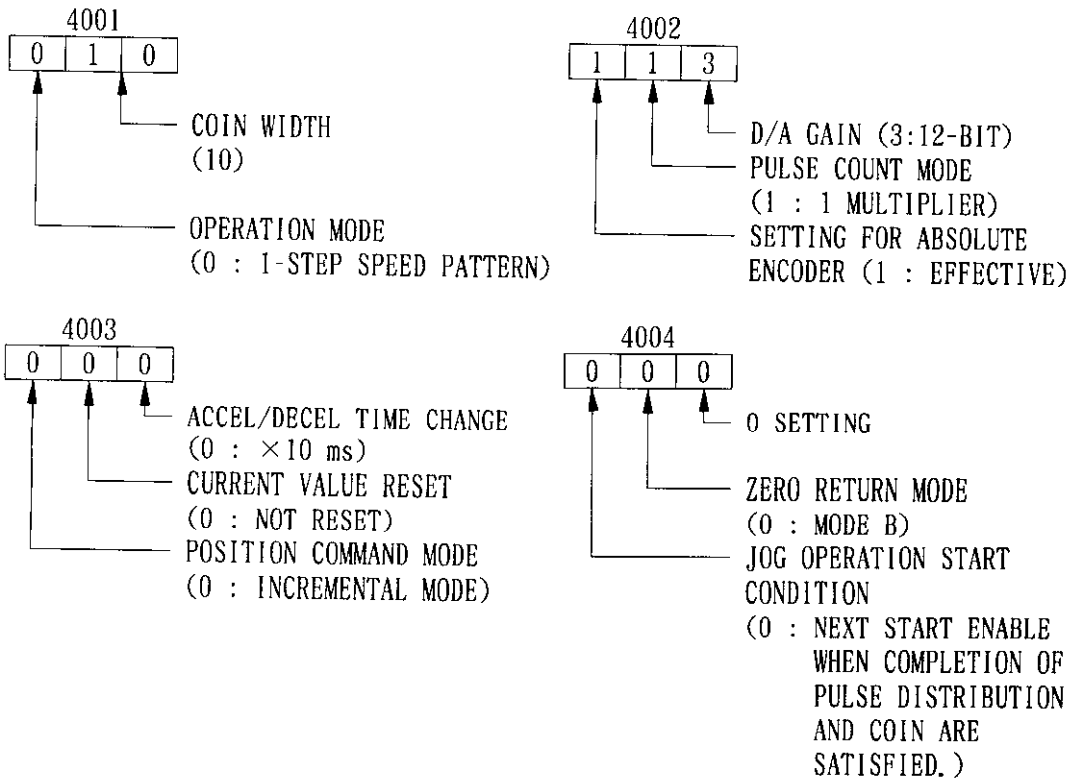 4001
0 1 0
COIN WIDTH
(10)
OPERATION MODE
(0 : 1-STEP SPEED PATTERN)
4002
1 1 3
D/A GAIN (3:12-BIT)
PULSE COUNT MODE
(1 : 1 MULTIPLIER)
SETTING FOR ABSOLUTE
ENCODER (1 : EFFECTIVE)
4003
0 0 0
ACCEL/DECEL TIME CHANGE
(0 : ×10 ms)
CURRENT VALUE RESET
(0 : NOT RESET)
POSITION COMMAND MODE
(0 : INCREMENTAL MODE)
4004
0 0 0
0 SETTING
ZERO RETURN MODE
(0 : MODE B)
JOG OPERATION START
CONDITION
(0 : NEXT START ENABLE
WHEN COMPLETION OF
PULSE DISTRIBUTION
AND COIN ARE
SATISFIED.)